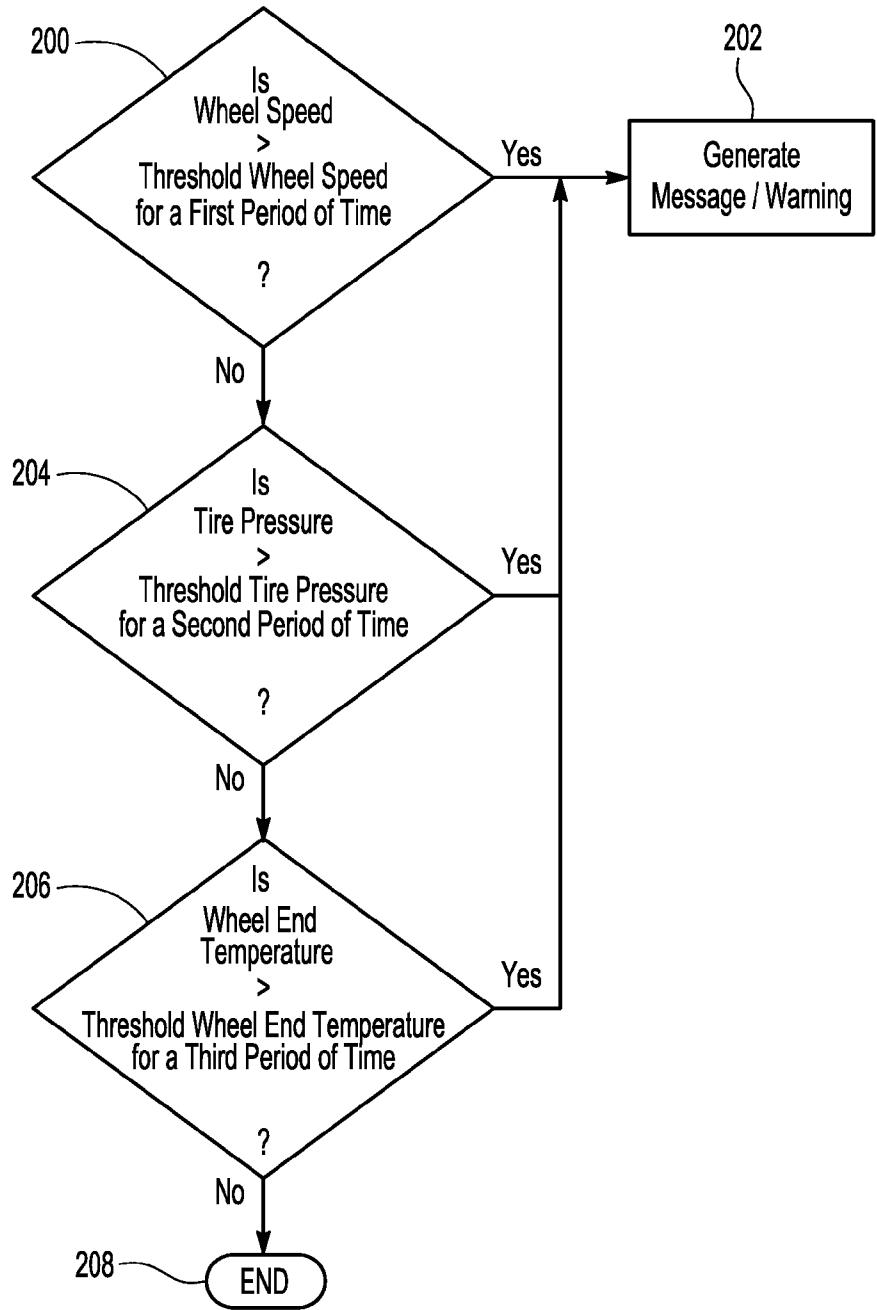 200
Is
Wheel Speed
>
Threshold Wheel Speed
for a First Period of Time
?
Yes
202
Generate
Message / Warning
No
204
Is
Tire Pressure
>
Threshold Tire Pressure
for a Second Period of Time
?
Yes
No
206
Is
Wheel End
Temperature
>
Threshold Wheel End Temperature
for a Third Period of Time
?
Yes
No
208
END